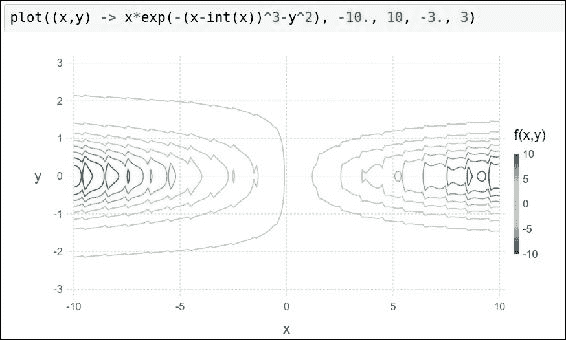 plot((x,y) -> x*exp(-(x-int(x))^3-y^2), -10., 10, -3., 3)
3
2
1
y 0
-1
-2
-3
-10 -5 0 5 10
x
f(x,y)
10
5
0
-5
-10